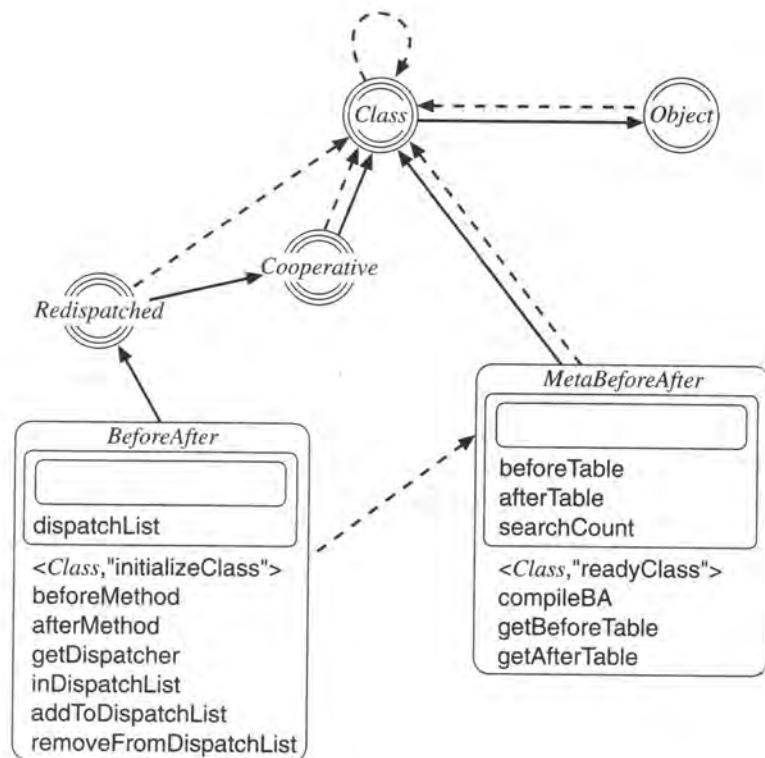 Class
Object
Cooperative
Redispatched
MetaBeforeAfter
beforeTable
afterTable
searchCount
<Class,"readyClass">
compileBA
getBeforeTable
getAfterTable
BeforeAfter
dispatchList
<Class,"initializeClass">
beforeMethod
afterMethod
getDispatcher
inDispatchList
addToDispatchList
removeFromDispatchList